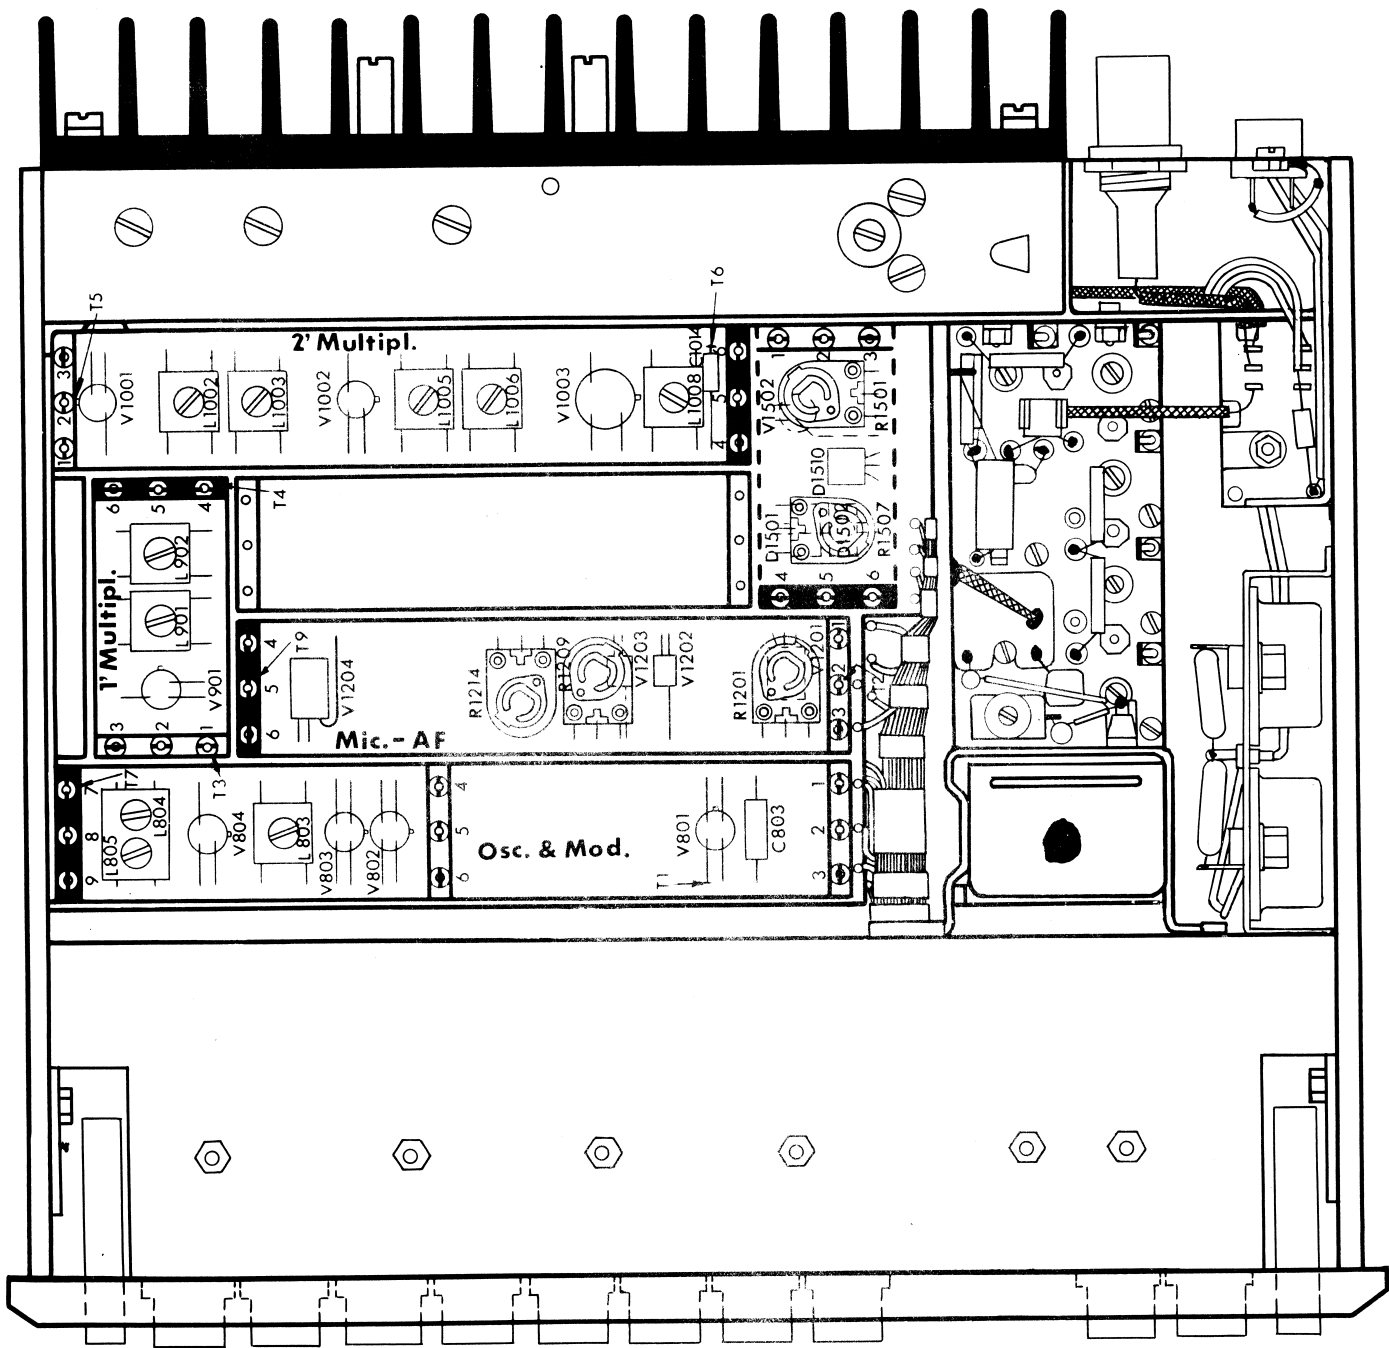 T5
2' Multipl.
T6
3
2
1
V1001
L1002
L1003
V1002
L1005
L1006
V1003
L1008
C1014
6
5
4
1
2
3
V1502
R1501
D1510
D1501
R1507
4
5
6
6
5
4
T4
L902
L901
1' Multipl.
V901
3
2
1
T3
4
5
6
T9
V1204
Mic.-AF
R1214
R1209
V1203
V1202
R1201
V1201
1
2
3
7
8
9
T7
L805
L804
V804
L803
V803
V802
4
5
6
Osc. & Mod.
T1
V801
C803
1
2
3